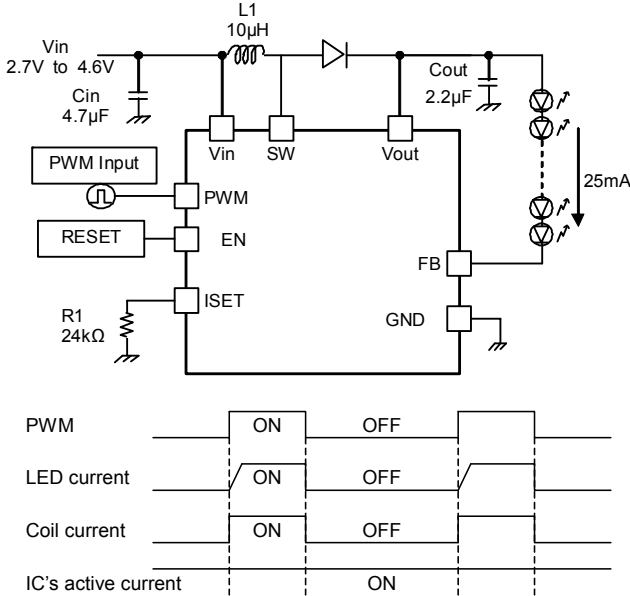 L1
10µH
Vin
2.7V to 4.6V
Cin
4.7µF
Cout
2.2µF
Vin
SW
Vout
PWM Input
PWM
RESET
EN
25mA
FB
ISET
R1
24kΩ
GND
PWM
ON
OFF
LED current
ON
OFF
Coil current
ON
OFF
IC's active current
ON